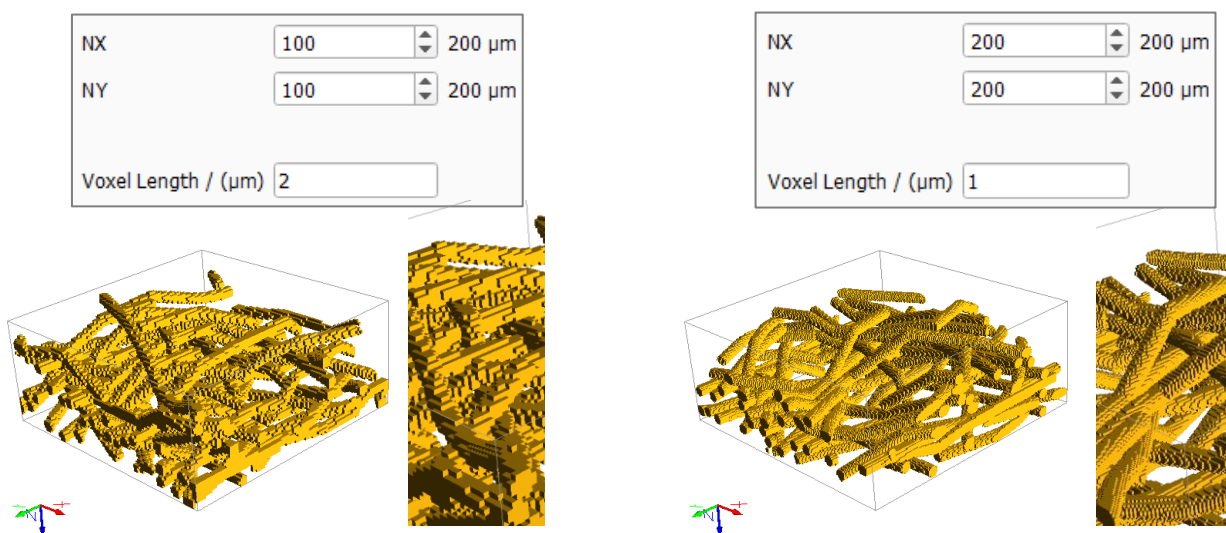 NX 100 200 µm
NY 100 200 µm
Voxel Length / (µm) 2
NX 200 200 µm
NY 200 200 µm
Voxel Length / (µm) 1